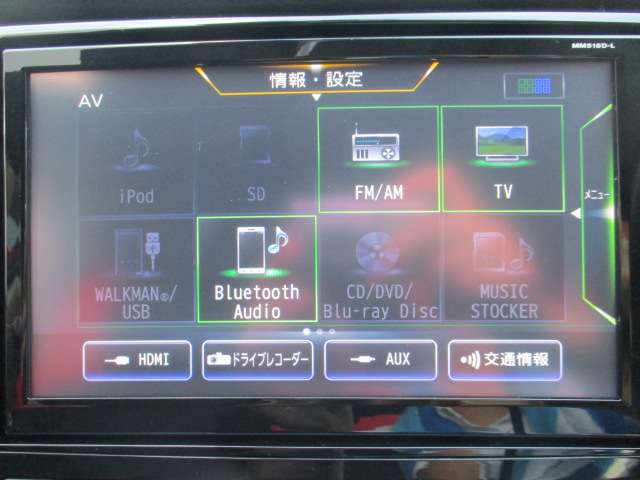 MM516D-L
情報・設定
AV
iPod
SD
FM/AM
TV
メニュー
WALKMAN®/
USB
Bluetooth
Audio
CD/DVD/
Blu-ray Disc
MUSIC
STOCKER
HDMI
ドライブレコーダー
AUX
交通情報